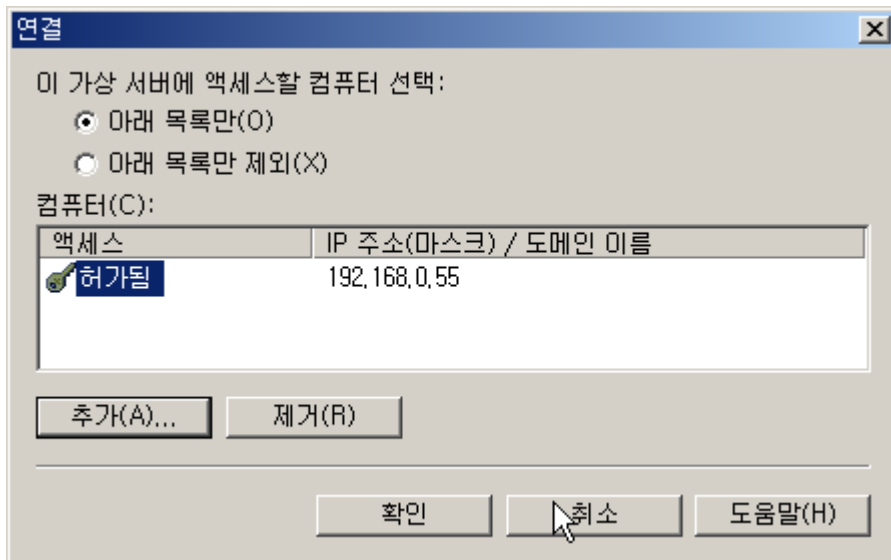 연결
이 가상 서버에 액세스할 컴퓨터 선택:
아래 목록만(O)
아래 목록만 제외(X)
컴퓨터(C):
액세스 IP 주소(마스크) / 도메인 이름
허가됨 192,168,0,55
추가(A)... 제거(R)
확인 취소 도움말(H)